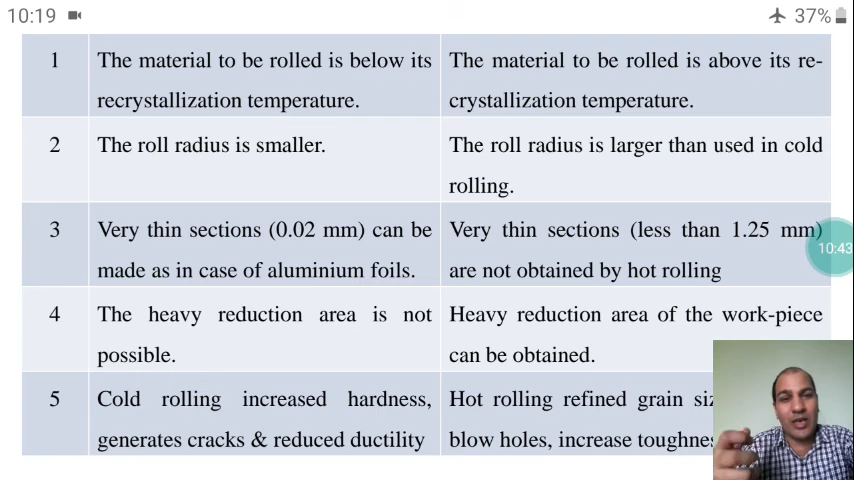 10:19 37%
1 The material to be rolled is below its The material to be rolled is above its re-
recrystallization temperature. crystallization temperature.
2 The roll radius is smaller. The roll radius is larger than used in cold
rolling.
3 Very thin sections (0.02 mm) can be Very thin sections (less than 1.25 mm)
10:43
made as in case of aluminium foils. are not obtained by hot rolling
4 The heavy reduction area is not Heavy reduction area of the work-piece
possible. can be obtained.
5 Cold rolling increased hardness, Hot rolling refined grain
generates cracks & reduced ductility blow holes, increase